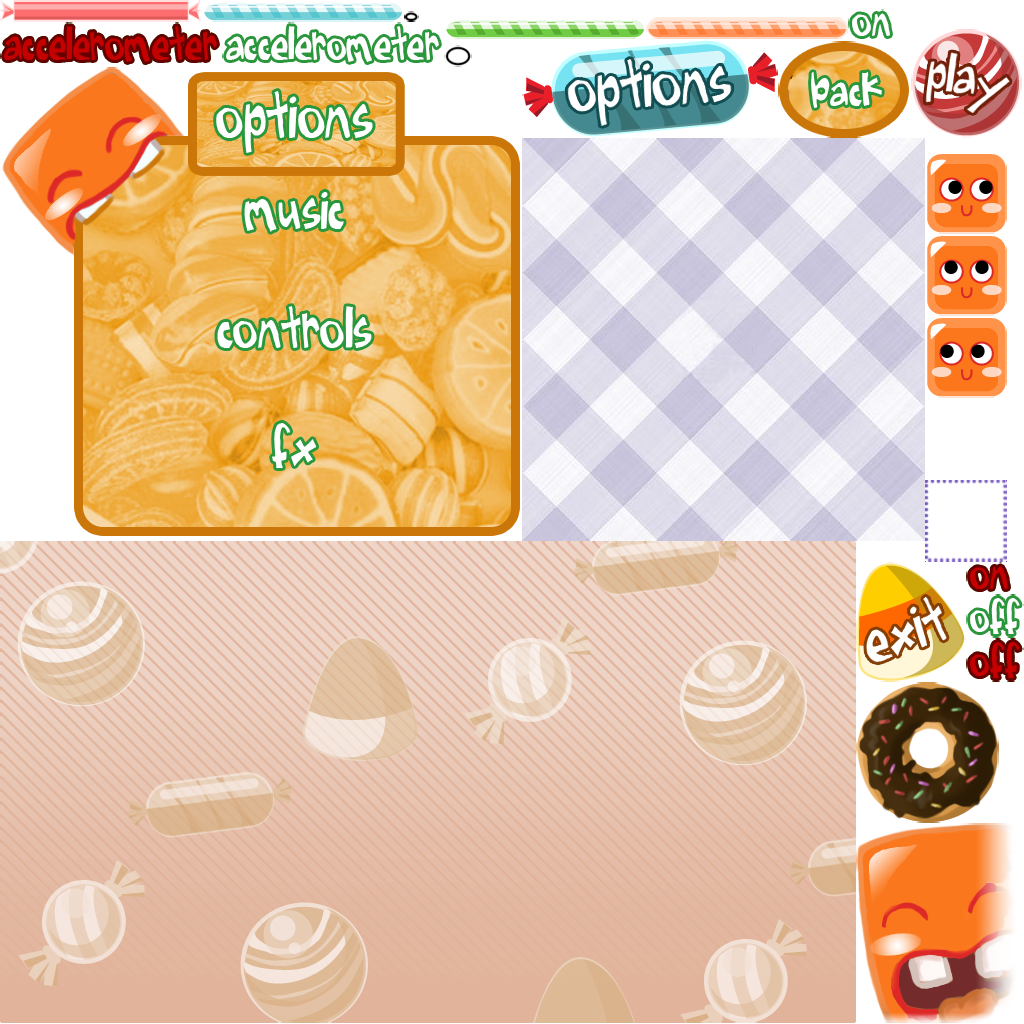 on
accelerometer
accelerometer
options
back
play
options
music
controls
fx
exit
on
off
off